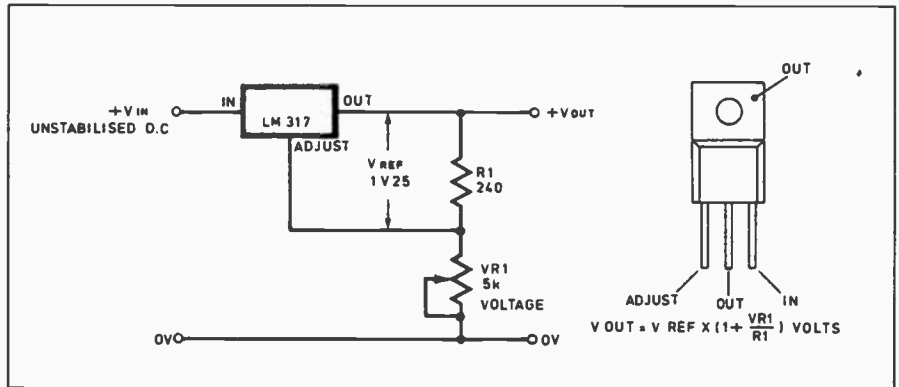 OUT
IN
OUT
+VIN
UNSTABILISED D.C
LM 317
+VOUT
ADJUST
VREF
1V25
R1
240
VR1
5k
VOLTAGE
0V
0V
ADJUST
OUT
IN
V OUT = V REF X (1+ VR1/R1) VOLTS